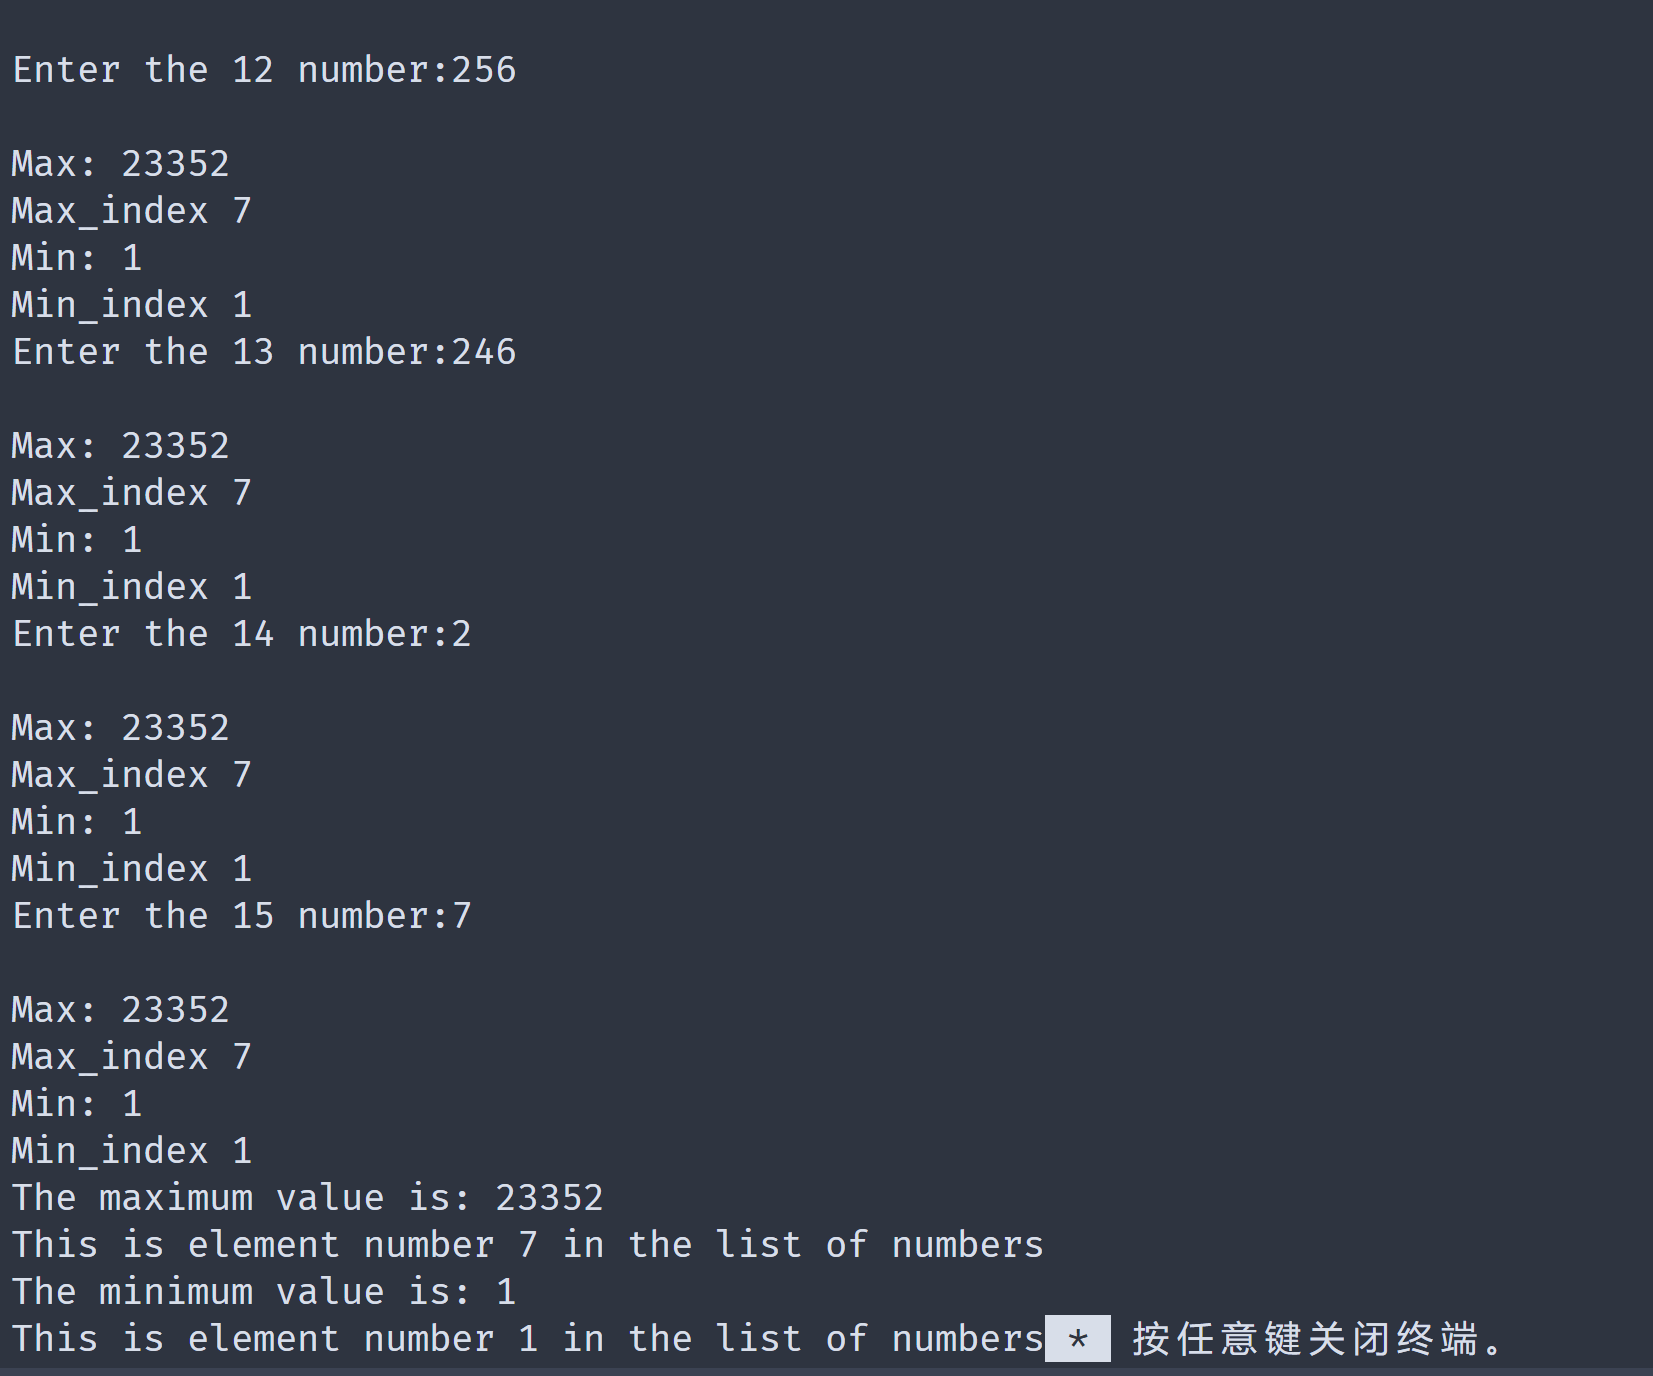 Enter the 12 number:256
Max: 23352
Max_index 7
Min: 1
Min_index 1
Enter the 13 number:246
Max: 23352
Max_index 7
Min: 1
Min_index 1
Enter the 14 number:2
Max: 23352
Max_index 7
Min: 1
Min_index 1
Enter the 15 number:7
Max: 23352
Max_index 7
Min: 1
Min_index 1
The maximum value is: 23352
This is element number 7 in the list of numbers
The minimum value is: 1
This is element number 1 in the list of numbers * 按任意键关闭终端。